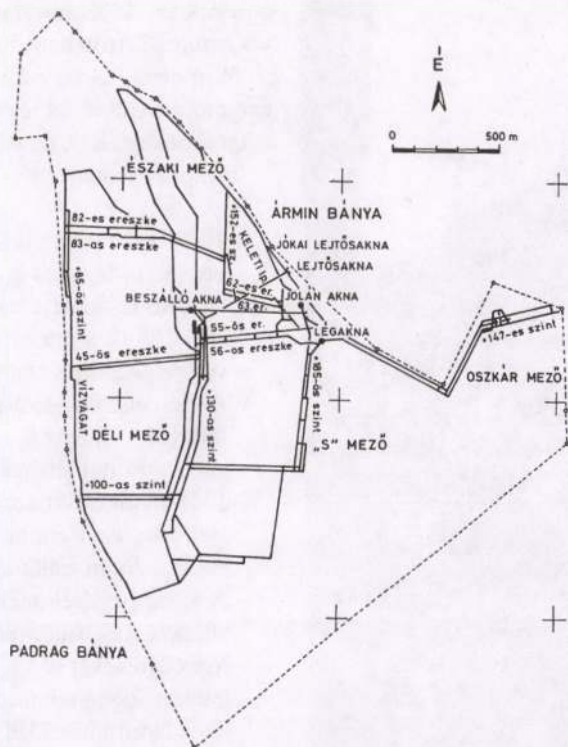 É
0 500 m
ÉSZAKI MEZŐ
ÁRMIN BÁNYA
82-es ereszke
83-as ereszke
+152-es sz.
KELETI IP.
JÓKAI LEJTŐSAKNA
LEJTŐSAKNA
+85-ös szint
62-es er.
63. er.
BESZÁLLÓ AKNA
JOLÁN AKNA
LÉGAKNA
55-ös er.
56-os ereszke
45-ös ereszke
+147-es szint
OSZKÁR MEZŐ
VÍZVÁGAT
DÉLI MEZŐ
+130-as szint
+185-ös szint
„S" MEZŐ
+100-as szint
PADRAG BÁNYA